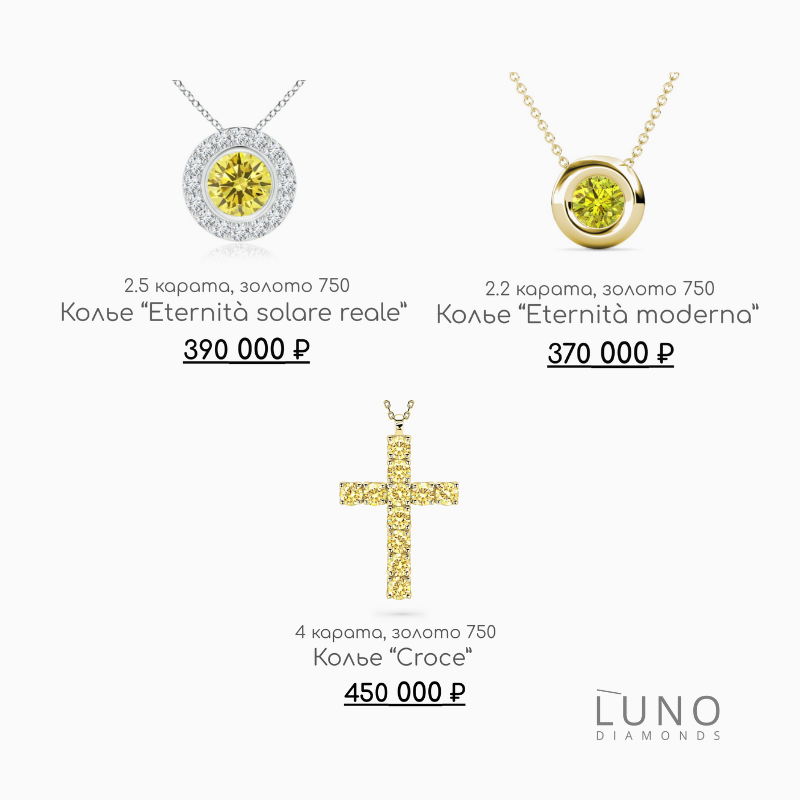 2.5 карата, золото 750
Колье “Eternità solare reale”
390 000 ₽
2.2 карата, золото 750
Колье “Eternità moderna”
370 000 ₽
4 карата, золото 750
Колье “Croce”
450 000 ₽
LUNO
DIAMONDS